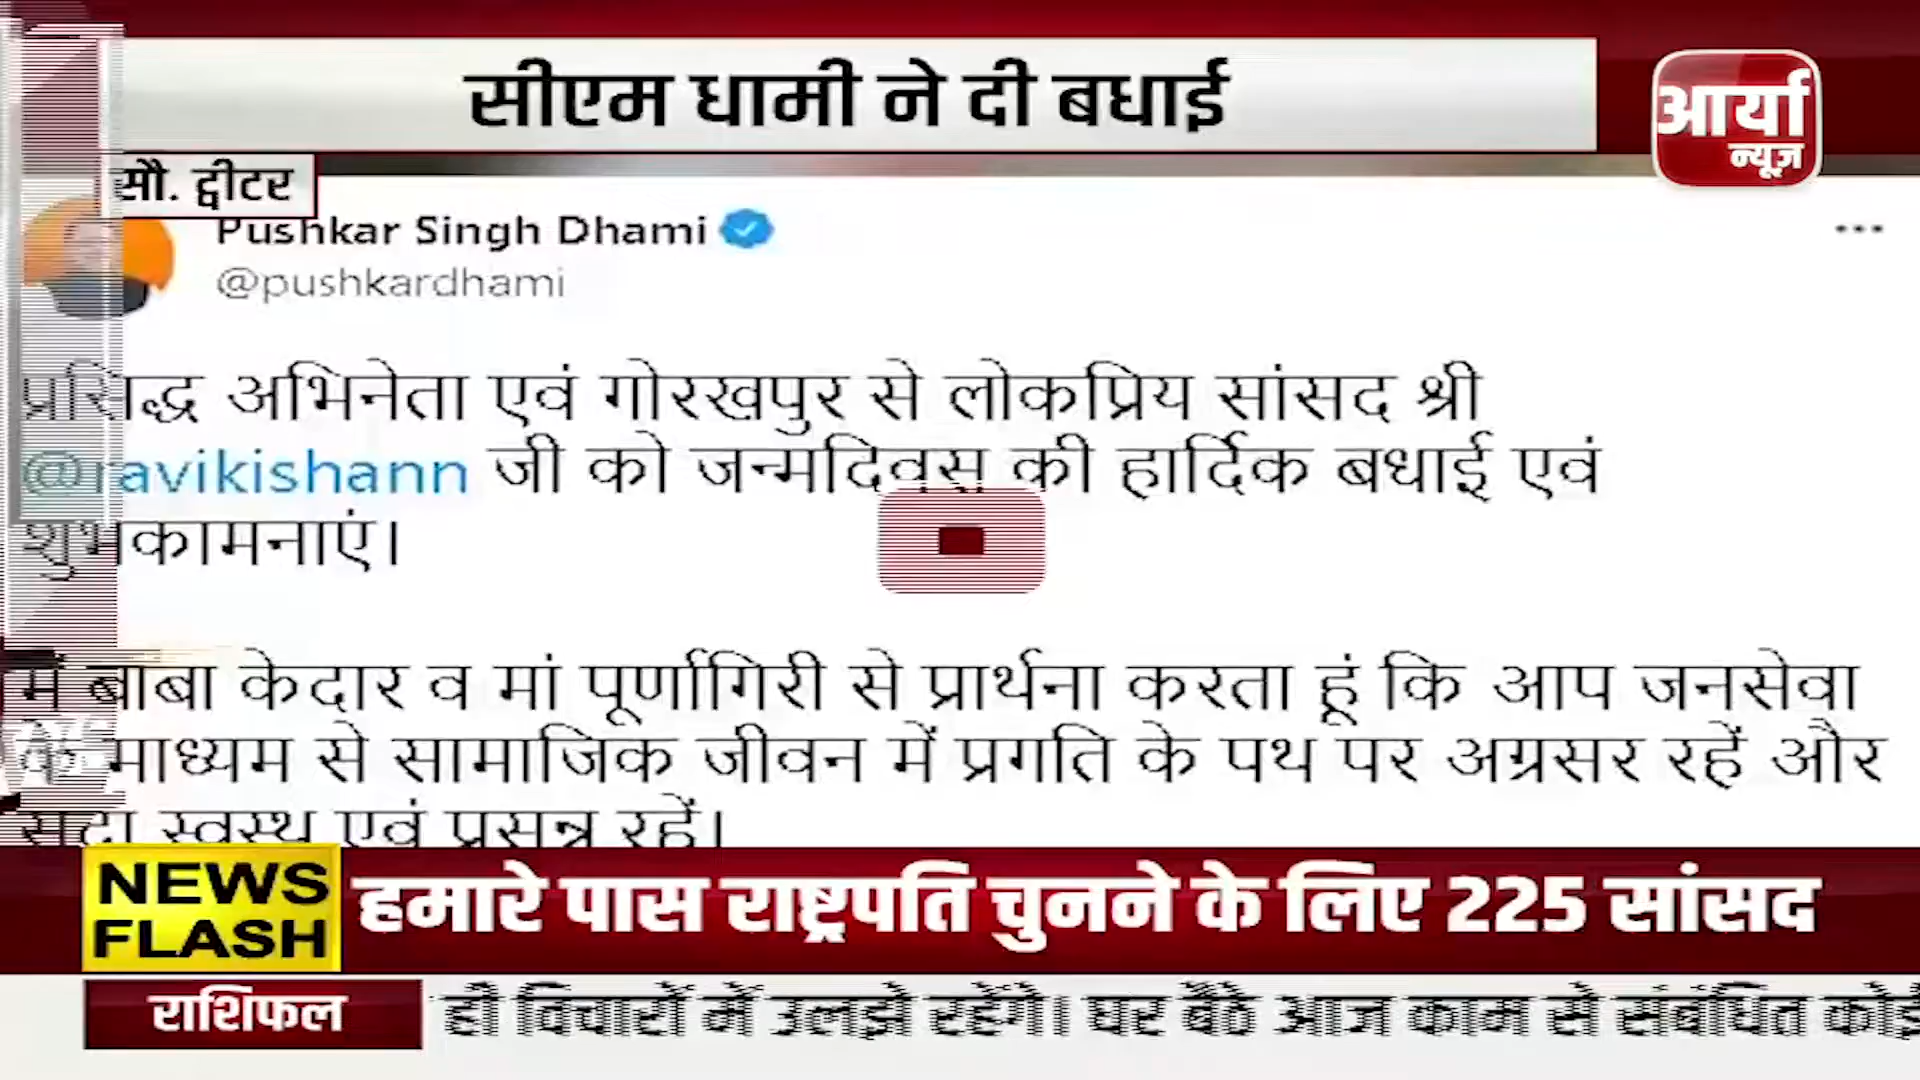 सीएम धामी ने दी बधाई
आर्या
न्यूज़
सौ. ट्वीटर
Pushkar Singh Dhami
@pushkardhami
प्रसिद्ध अभिनेता एवं गोरखपुर से लोकप्रिय सांसद श्री
@ravikishann जी को जन्मदिवस की हार्दिक बधाई एवं
शुभकामनाएं।
में बाबा केदार व मां पूर्णागिरी से प्रार्थना करता हूं कि आप जनसेवा
के माध्यम से सामाजिक जीवन में प्रगति के पथ पर अग्रसर रहें और
सदा स्वस्थ एवं प्रसन्न रहें।
NEWS
FLASH
हमारे पास राष्ट्रपति चुनने के लिए 225 सांसद
राशिफल
ही विचारों में उलझे रहेंगे। घर बैठे आज काम से संबंधित कोई